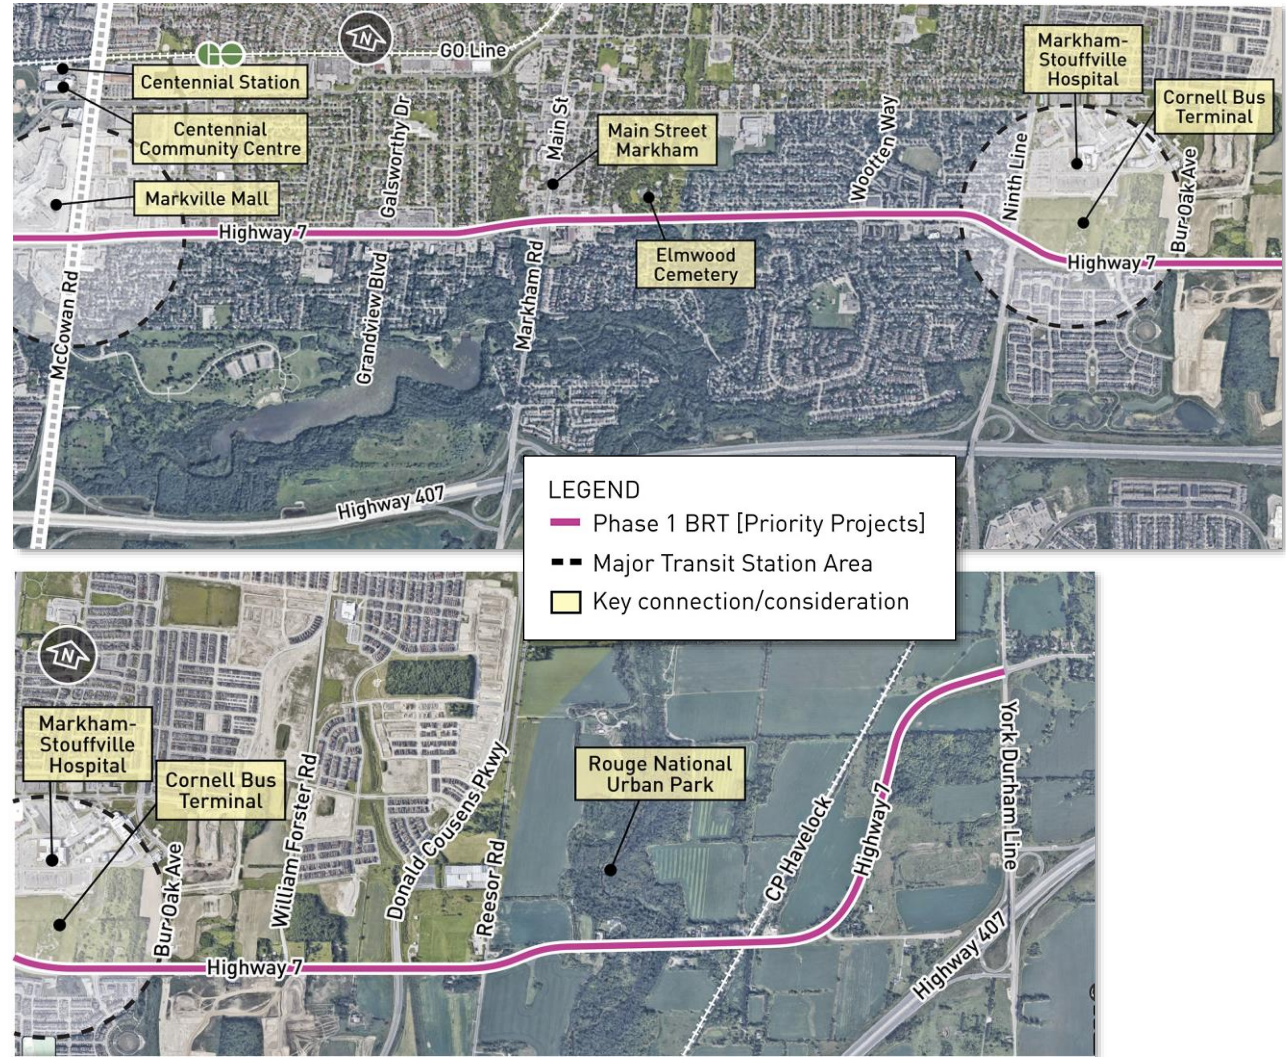 GO Line
N
Centennial Station
Centennial
Community Centre
Markville Mall
Galsworthy Dr
Main St
Main Street
Markham
Wootten Way
Markham-
Stouffville
Hospital
Cornell Bus
Terminal
Ninth Line
Bur Oak Ave
Highway 7
Elmwood
Cemetery
Highway 7
McCowan Rd
Grandview Blvd
Markham Rd
Highway 407
LEGEND
Phase 1 BRT [Priority Projects]
Major Transit Station Area
Key connection/consideration
N
Markham-
Stouffville
Hospital
Cornell Bus
Terminal
Bur Oak Ave
William Forster Rd
Donald Cousens Pkwy
Reesor Rd
Rouge National
Urban Park
CP Havelock
Highway 7
York Durham Line
Highway 407
Highway 7